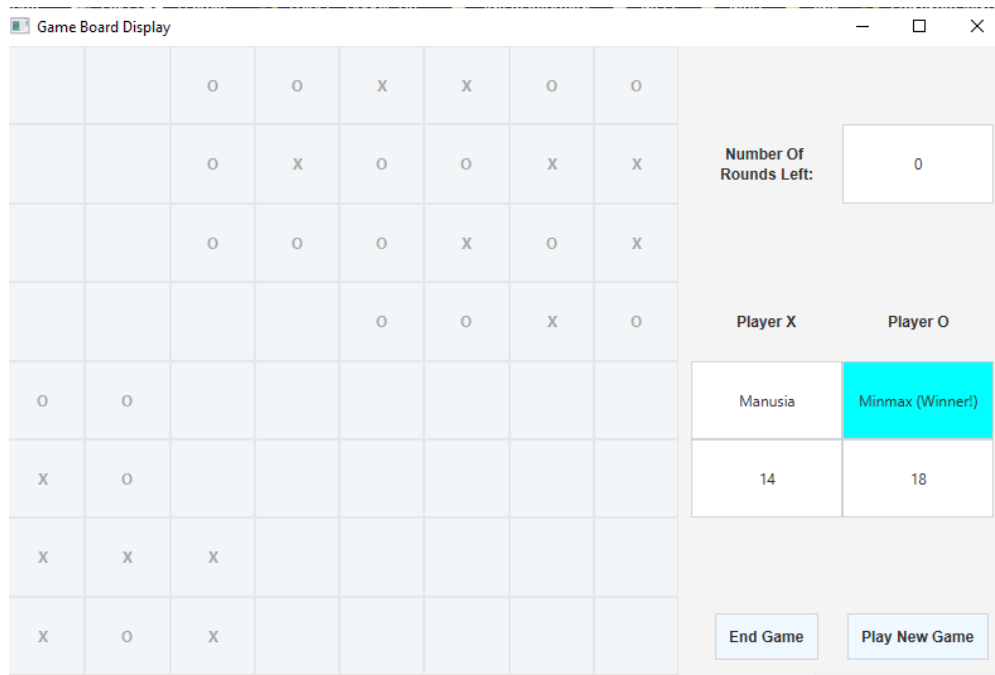 Game Board Display
O O X X O O
O X O O X X
Number Of
Rounds Left:
0
O O O X O X
O O X O
Player X Player O
O O
Manusia Minmax (Winner!)
X O
14 18
X X X
X O X
End Game Play New Game